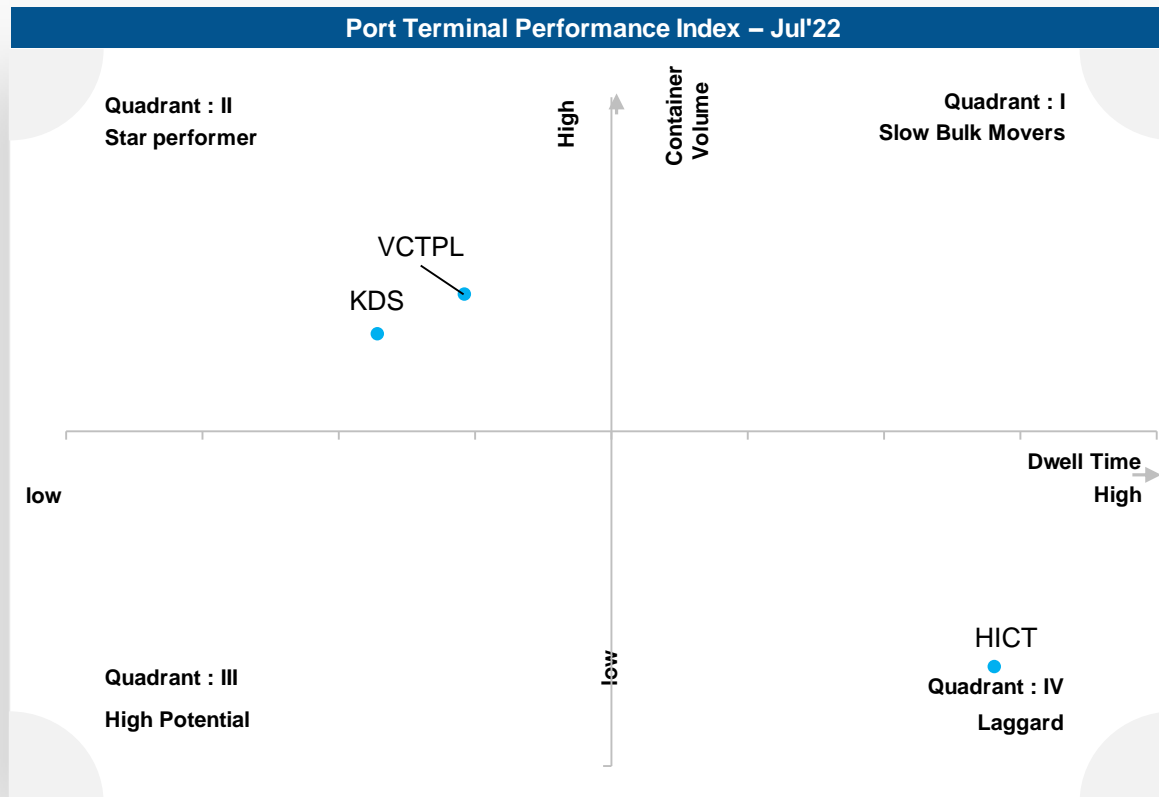 Port Terminal Performance Index – Jul'22
Quadrant : II
Star performer
High
Container
Volume
Quadrant : I
Slow Bulk Movers
VCTPL
KDS
Dwell Time
High
low
HICT
low
Quadrant : III
High Potential
Quadrant : IV
Laggard